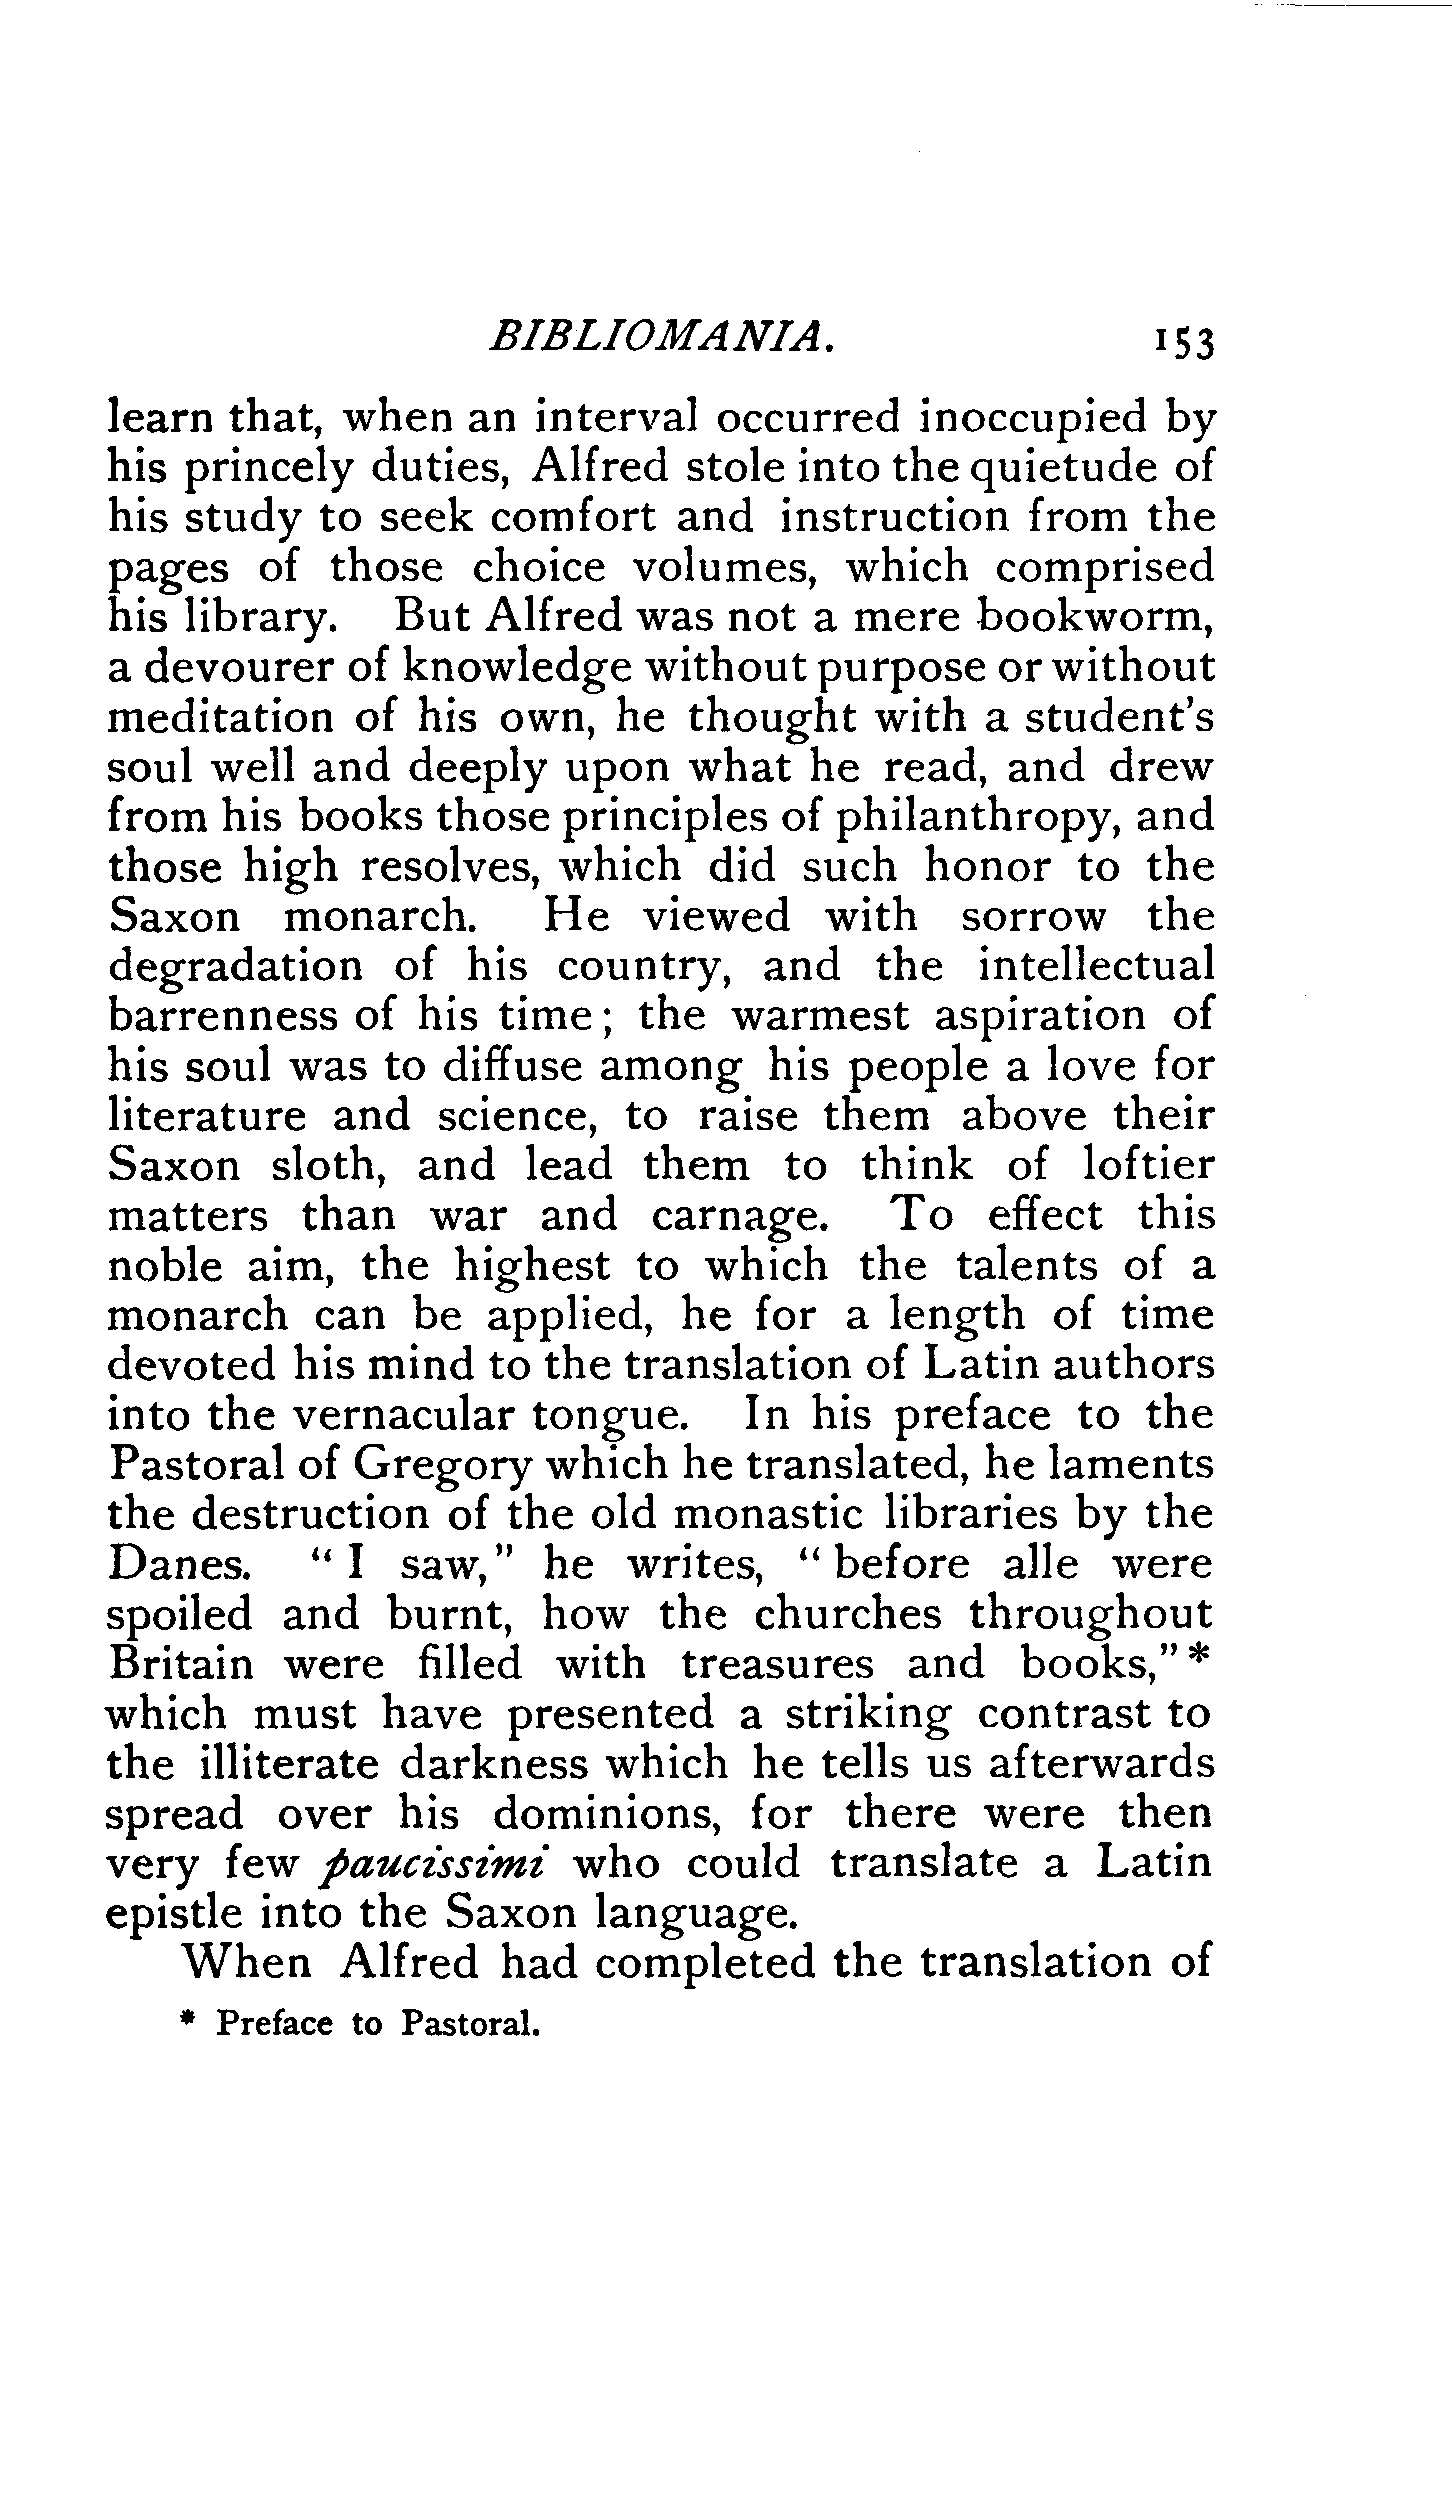 BIBLIOMANIA. 153
learn that, when an interval occurred inoccupied by
his princely duties, Alfred stole into the quietude of
his study to seek comfort and instruction from the
pages of those choice volumes, which comprised
his library. But Alfred was not a mere bookworm,
a devourer of knowledge without purpose or without
meditation of his own, he thought with a student's
soul well and deeply upon what he read, and drew
from his books those principles of philanthropy, and
those high resolves, which did such honor to the
Saxon monarch. He viewed with sorrow the
degradation of his country, and the intellectual
barrenness of his time; the warmest aspiration of
his soul was to diffuse among his people a love for
literature and science, to raise them above their
Saxon sloth, and lead them to think of loftier
matters than war and carnage. To effect this
noble aim, the highest to which the talents of a
monarch can be applied, he for a length of time
devoted his mind to the translation of Latin authors
into the vernacular tongue. In his preface to the
Pastoral of Gregory which he translated, he laments
the destruction of the old monastic libraries by the
Danes. "I saw," he writes, "before alle were
spoiled and burnt, how the churches throughout
Britain were filled with treasures and books,"*
which must have presented a striking contrast to
the illiterate darkness which he tells us afterwards
spread over his dominions, for there were then
very few paucissimi who could translate a Latin
epistle into the Saxon language.
When Alfred had completed the translation of
* Preface to Pastoral.